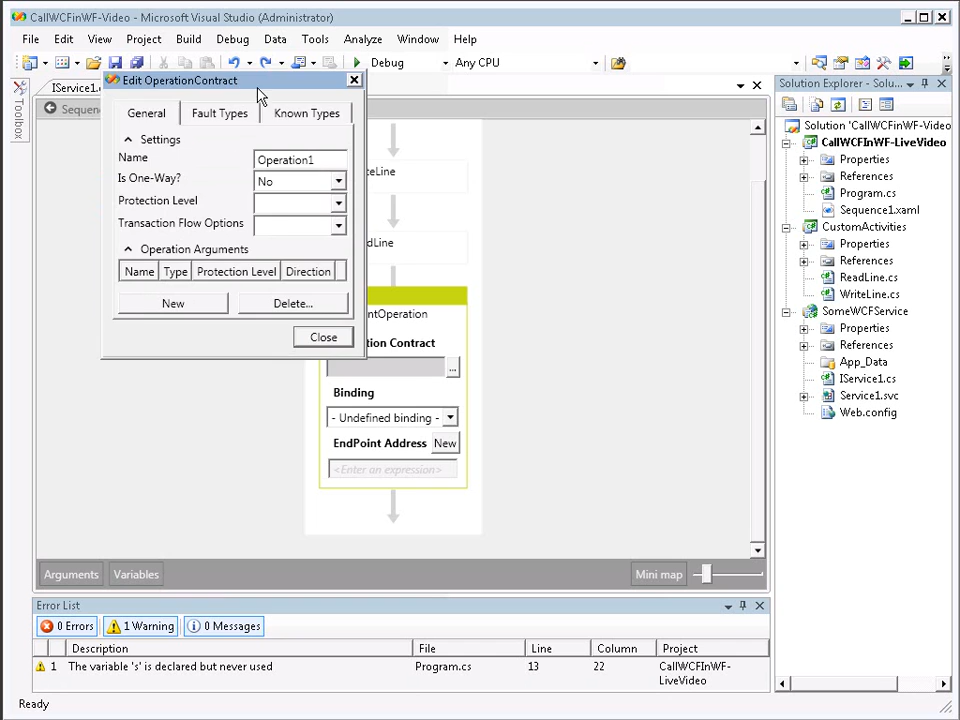 CallWCFinWF-Video - Microsoft Visual Studio (Administrator)
File Edit View Project Build Debug Data Tools Analyze Window Help
Debug Any CPU
Toolbox
IService1.c
Sequen
Edit OperationContract
General Fault Types Known Types
Settings
Name Operation1
Is One-Way? No
Protection Level
Transaction Flow Options
Operation Arguments
Name Type Protection Level Direction
New Delete...
Close
teLine
dLine
ntOperation
tion Contract
...
Binding
- Undefined binding -
EndPoint Address New
<Enter an expression>
Arguments Variables Mini map
Solution Explorer - Solu...
Solution 'CallWCFinWF-Video
CallWCFInWF-LiveVideo
Properties
References
Program.cs
Sequence1.xaml
CustomActivities
Properties
References
ReadLine.cs
WriteLine.cs
SomeWCFService
Properties
References
App_Data
IService1.cs
Service1.svc
Web.config
Error List
0 Errors 1 Warning 0 Messages
Description File Line Column Project
1 The variable 's' is declared but never used Program.cs 13 22 CallWCFInWF-
LiveVideo
Ready